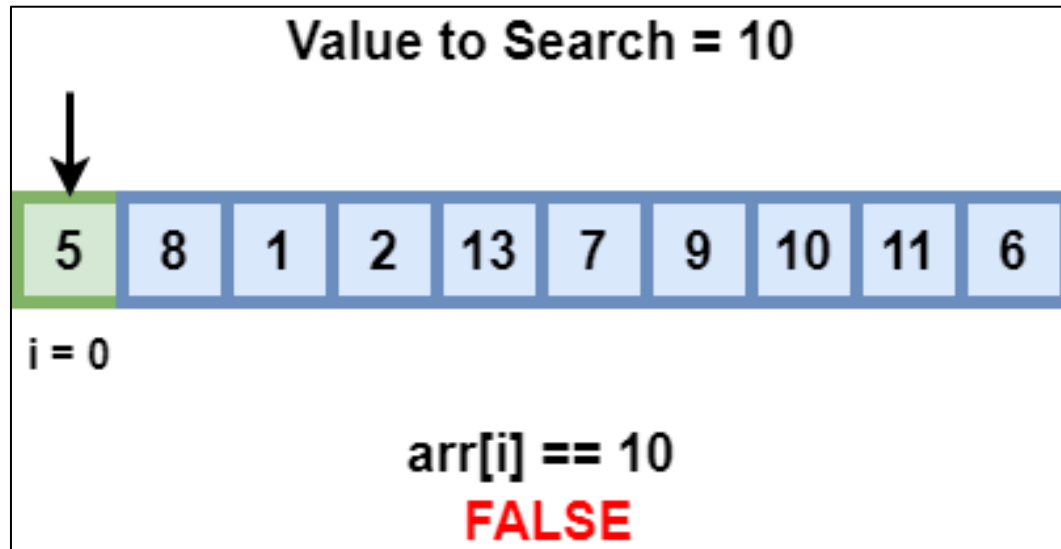 Value to Search = 10
5 8 1 2 13 7 9 10 11 6
i = 0
arr[i] == 10
FALSE